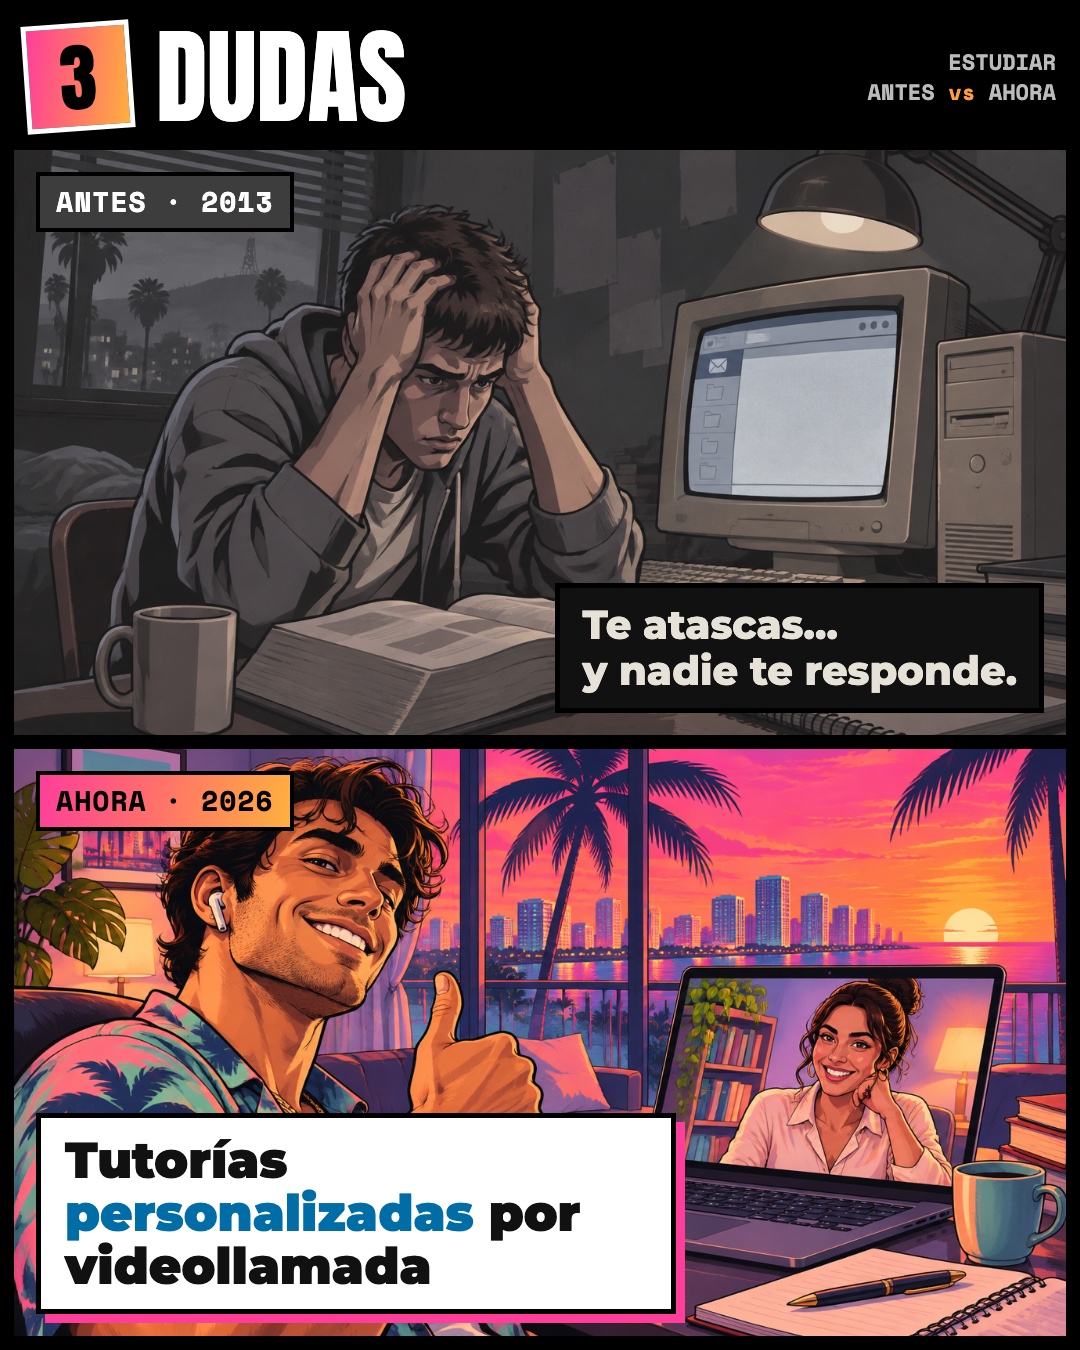 3 DUDAS
ESTUDIAR
ANTES vs AHORA
ANTES · 2013
Te atascas...
y nadie te responde.
AHORA · 2026
Tutorías
personalizadas por
videollamada